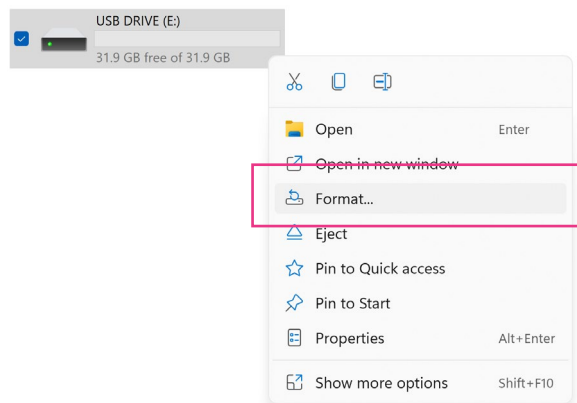 USB DRIVE (E:)
31.9 GB free of 31.9 GB
Open Enter
Open in new window
Format...
Eject
Pin to Quick access
Pin to Start
Properties Alt+Enter
Show more options Shift+F10